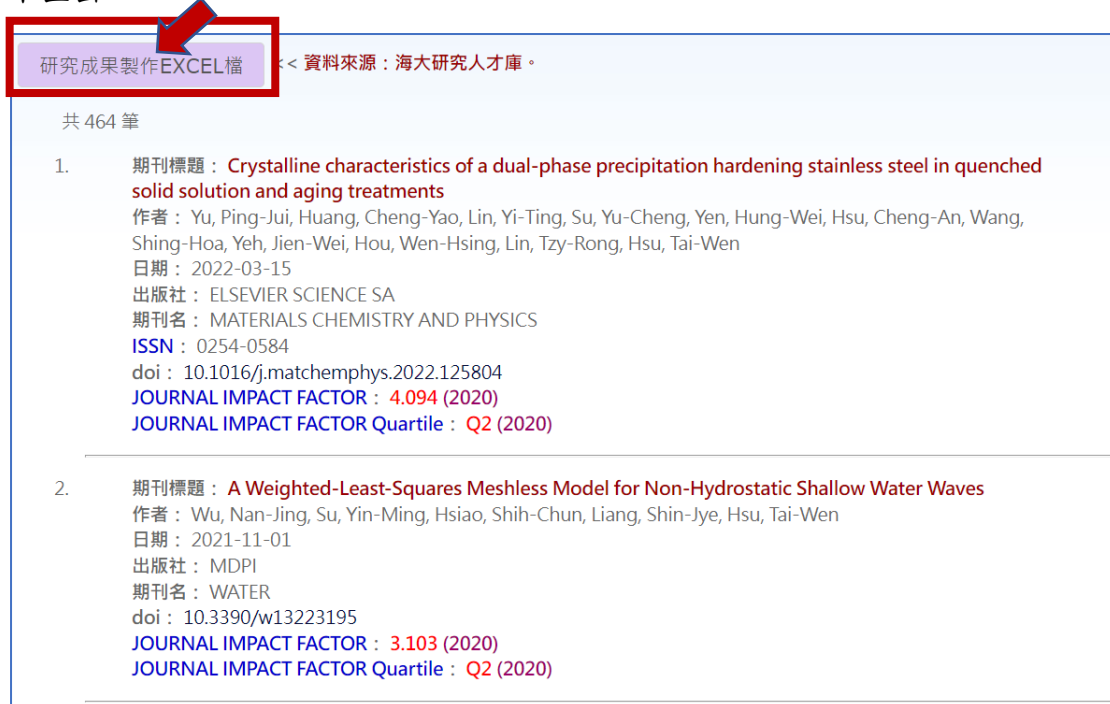 研究成果製作EXCEL檔 << 資料來源：海大研究人才庫。
共 464 筆
1. 期刊標題： Crystalline characteristics of a dual-phase precipitation hardening stainless steel in quenched
solid solution and aging treatments
作者： Yu, Ping-Jui, Huang, Cheng-Yao, Lin, Yi-Ting, Su, Yu-Cheng, Yen, Hung-Wei, Hsu, Cheng-An, Wang,
Shing-Hoa, Yeh, Jien-Wei, Hou, Wen-Hsing, Lin, Tzy-Rong, Hsu, Tai-Wen
日期： 2022-03-15
出版社： ELSEVIER SCIENCE SA
期刊名： MATERIALS CHEMISTRY AND PHYSICS
ISSN： 0254-0584
doi： 10.1016/j.matchemphys.2022.125804
JOURNAL IMPACT FACTOR： 4.094 (2020)
JOURNAL IMPACT FACTOR Quartile： Q2 (2020)
2. 期刊標題： A Weighted-Least-Squares Meshless Model for Non-Hydrostatic Shallow Water Waves
作者： Wu, Nan-Jing, Su, Yin-Ming, Hsiao, Shih-Chun, Liang, Shin-Jye, Hsu, Tai-Wen
日期： 2021-11-01
出版社： MDPI
期刊名： WATER
doi： 10.3390/w13223195
JOURNAL IMPACT FACTOR： 3.103 (2020)
JOURNAL IMPACT FACTOR Quartile： Q2 (2020)